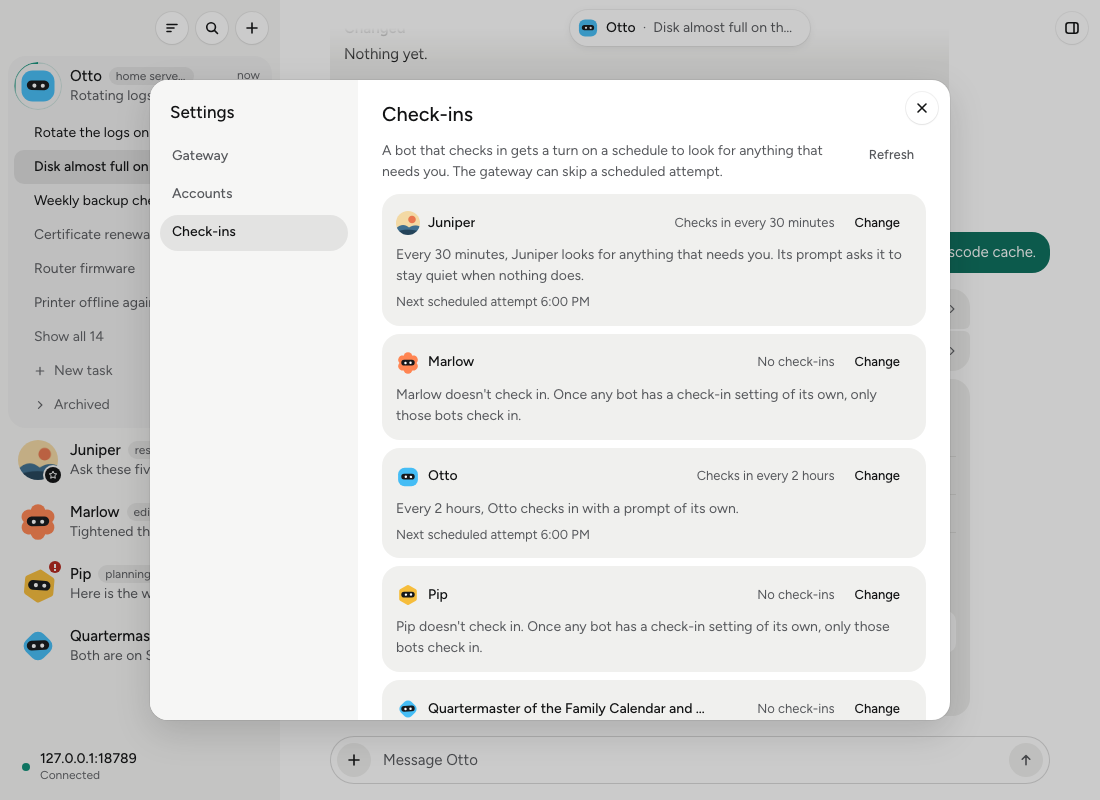 Otto · Disk almost full on th...
Changed
Nothing yet.
Otto home serve... now
Rotating logs
Rotate the logs on
Disk almost full on
Weekly backup che
Certificate renewa
Router firmware
Printer offline again
Show all 14
New task
Archived
Juniper res
Ask these fiv
Marlow edi
Tightened th
Pip planning
Here is the w
Quartermas
Both are on S
127.0.0.1:18789
Connected
Settings
Gateway
Accounts
Check-ins
Check-ins
A bot that checks in gets a turn on a schedule to look for anything that
needs you. The gateway can skip a scheduled attempt.
Refresh
Juniper Checks in every 30 minutes Change
Every 30 minutes, Juniper looks for anything that needs you. Its prompt asks it to
stay quiet when nothing does.
Next scheduled attempt 6:00 PM
Marlow No check-ins Change
Marlow doesn't check in. Once any bot has a check-in setting of its own, only
those bots check in.
Otto Checks in every 2 hours Change
Every 2 hours, Otto checks in with a prompt of its own.
Next scheduled attempt 6:00 PM
Pip No check-ins Change
Pip doesn't check in. Once any bot has a check-in setting of its own, only those
bots check in.
Quartermaster of the Family Calendar and ... No check-ins Change
scode cache.
Message Otto